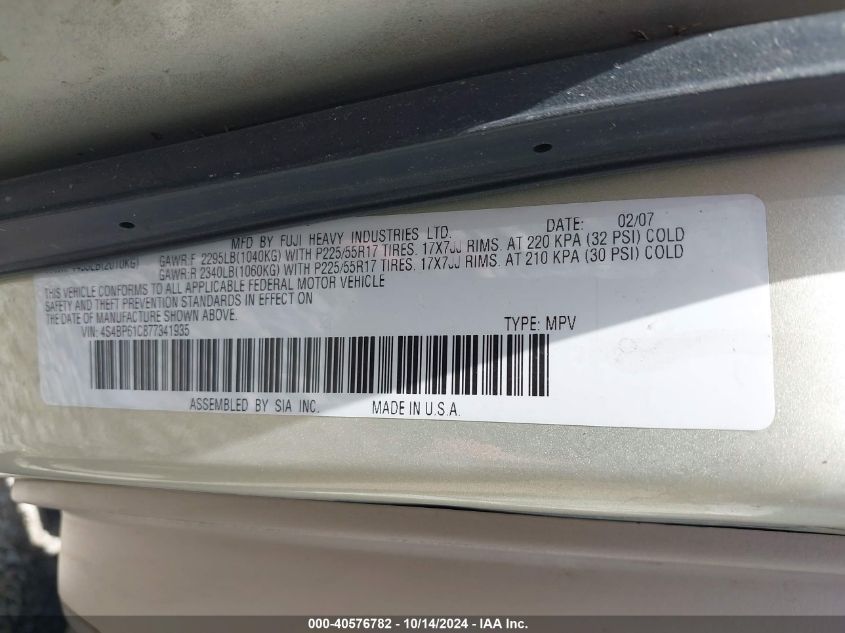 MFD BY FUJI HEAVY INDUSTRIES LTD. DATE: 02/07
GAWR:F 2295LB(1040KG) WITH P225/55R17 TIRES. 17X7JJ RIMS. AT 220 KPA (32 PSI) COLD
GAWR:R 2340LB(1060KG) WITH P225/55R17 TIRES. 17X7JJ RIMS. AT 210 KPA (30 PSI) COLD
THIS VEHICLE CONFORMS TO ALL APPLICABLE FEDERAL MOTOR VEHICLE
SAFETY AND THEFT PREVENTION STANDARDS IN EFFECT ON
THE DATE OF MANUFACTURE SHOWN ABOVE.
VIN: 4S4BP61C877341935 TYPE: MPV
ASSEMBLED BY SIA INC. MADE IN U.S.A.
000-40576782 - 10/14/2024 - IAA Inc.